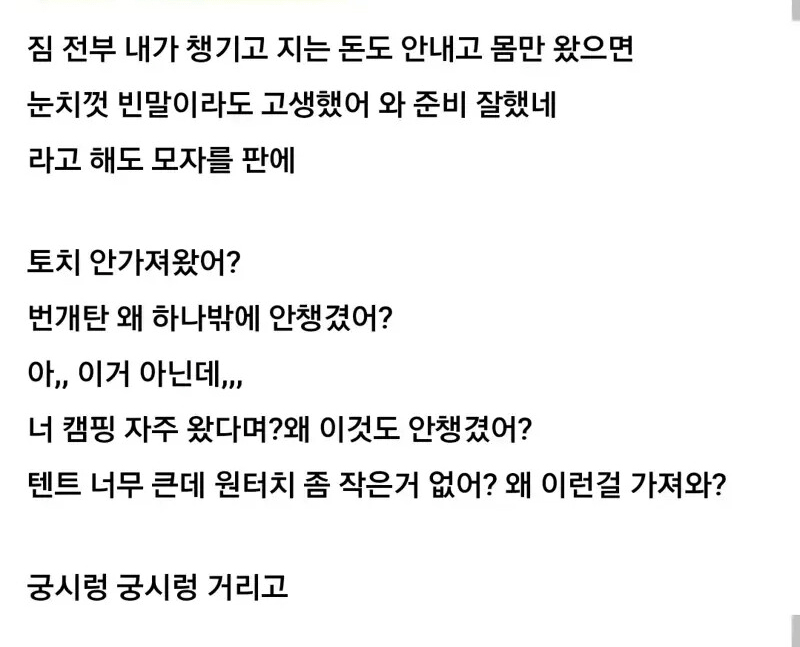 짐 전부 내가 챙기고 지는 돈도 안내고 몸만 왔으면
눈치껏 빈말이라도 고생했어 와 준비 잘했네
라고 해도 모자를 판에
토치 안가져왔어?
번개탄 왜 하나밖에 안챙겼어?
아,, 이거 아닌데,,,
너 캠핑 자주 왔다며?왜 이것도 안챙겼어?
텐트 너무 큰데 원터치 좀 작은거 없어? 왜 이런걸 가져와?
궁시렁 궁시렁 거리고